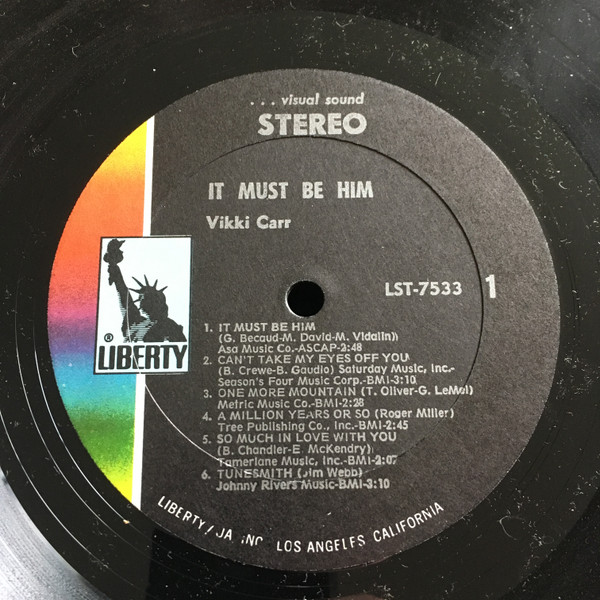 ... visual sound
STEREO
IT MUST BE HIM
Vikki Carr
LST-7533 1
® LIBERTY
1. IT MUST BE HIM
(G. Becaud-M. David-M. Vidalin)
Asa Music Co.-ASCAP-2:48
2. CAN'T TAKE MY EYES OFF YOU
(B. Crewe-B. Gaudio) Saturday Music, Inc.-
Season's Four Music Corp.-BMI-3:10
3. ONE MORE MOUNTAIN (T. Oliver-G. LeMel)
Metric Music Co.-BMI-2:28
4. A MILLION YEARS OR SO (Roger Miller)
Tree Publishing Co., Inc.-BMI-2:45
5. SO MUCH IN LOVE WITH YOU
(B. Chandler-E. McKendry)
Tamerlane Music, Inc.-BMI-2:07
6. TUNESMITH (Jim Webb)
Johnny Rivers Music-BMI-3:10
LIBERTY / INC LOS ANGELES CALIFORNIA